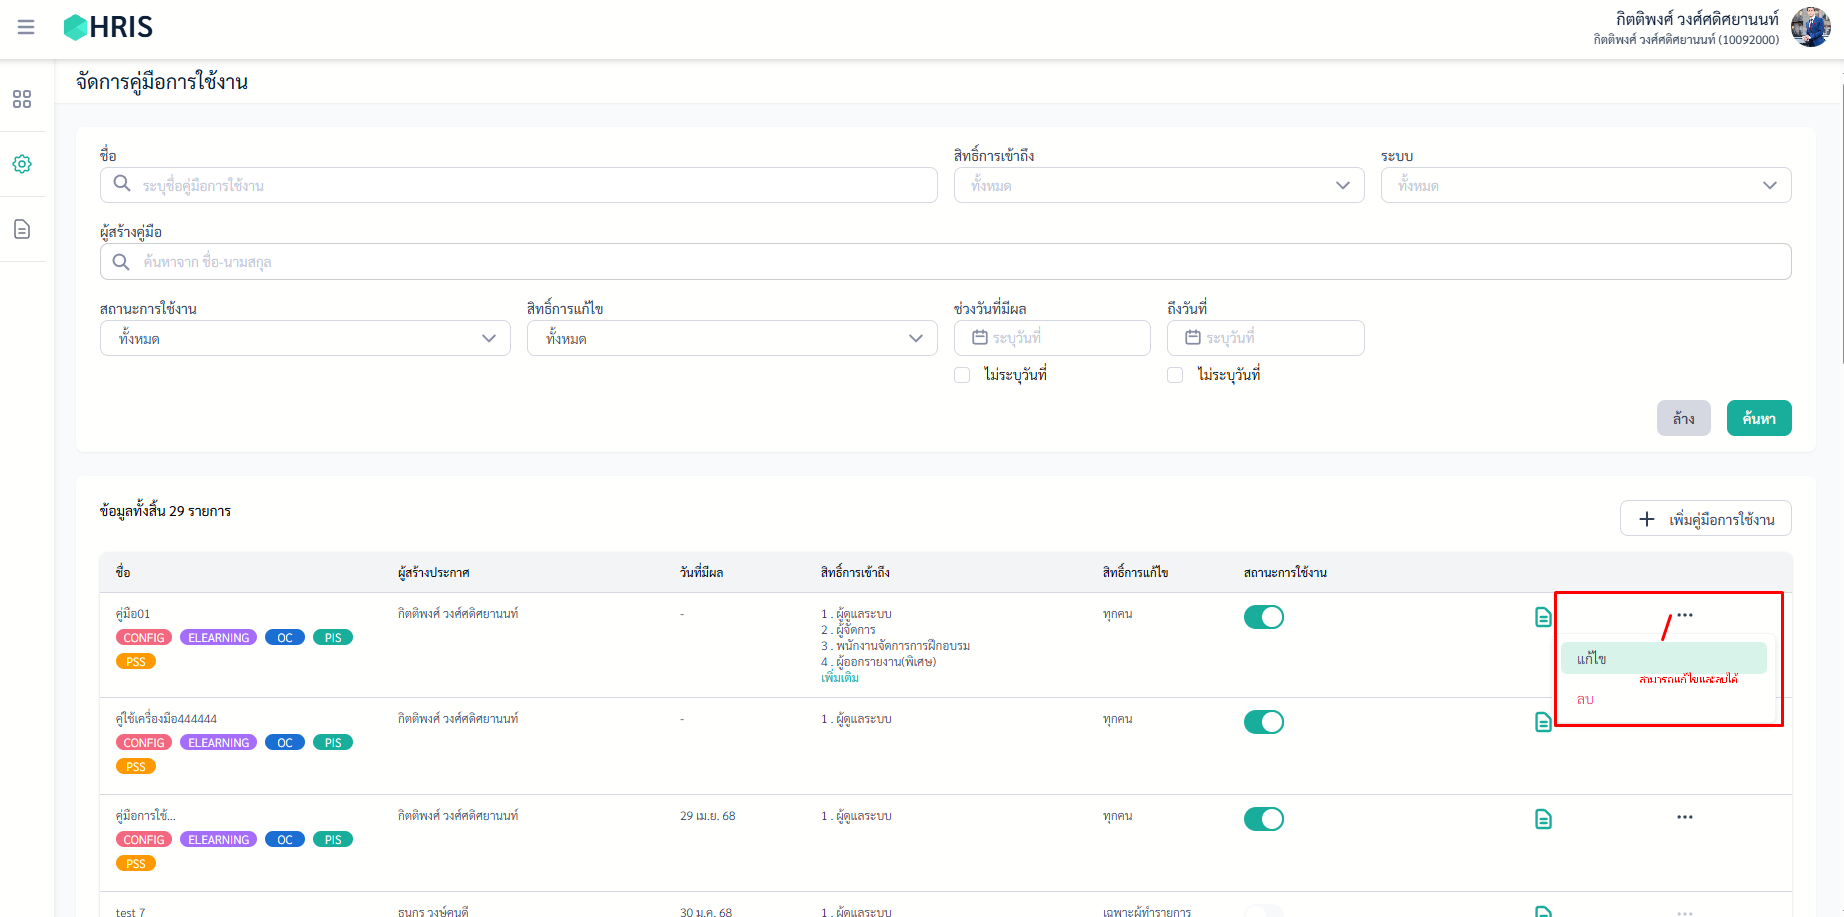 HRIS
กิตติพงศ์ วงศ์ศดิศยานนท์
กิตติพงศ์ วงศ์ศดิศยานนท์ (10092000)
จัดการคู่มือการใช้งาน
ชื่อ
สิทธิ์การเข้าถึง
ระบบ
ระบุชื่อคู่มือการใช้งาน
ทั้งหมด
ทั้งหมด
ผู้สร้างคู่มือ
ค้นหาจาก ชื่อ-นามสกุล
สถานะการใช้งาน
สิทธิ์การแก้ไข
ช่วงวันที่มีผล
ถึงวันที่
ทั้งหมด
ทั้งหมด
ระบุวันที่
ระบุวันที่
ไม่ระบุวันที่
ไม่ระบุวันที่
ล้าง
ค้นหา
ข้อมูลทั้งสิ้น 29 รายการ
เพิ่มคู่มือการใช้งาน
ชื่อ
ผู้สร้างประกาศ
วันที่มีผล
สิทธิ์การเข้าถึง
สิทธิ์การแก้ไข
สถานะการใช้งาน
คู่มือ01
CONFIG ELEARNING OC PIS
PSS
กิตติพงศ์ วงศ์ศดิศยานนท์
-
1 . ผู้ดูแลระบบ
2 . ผู้จัดการ
3 . พนักงานจัดการการฝึกอบรม
4 . ผู้ออกรายงาน(พิเศษ)
เพิ่มเติม
ทุกคน
แก้ไข
สามารถแก้ไขและลบได้
ลบ
คู่ใช้เครื่องมือ444444
CONFIG ELEARNING OC PIS
PSS
กิตติพงศ์ วงศ์ศดิศยานนท์
-
1 . ผู้ดูแลระบบ
ทุกคน
คู่มือการใช้...
CONFIG ELEARNING OC PIS
PSS
กิตติพงศ์ วงศ์ศดิศยานนท์
29 เม.ย. 68
1 . ผู้ดูแลระบบ
ทุกคน
test 7
ธนกร วงษ์คนดี
30 ม.ค. 68
1 . ผู้ดูแลระบบ
เฉพาะผู้ทำรายการ